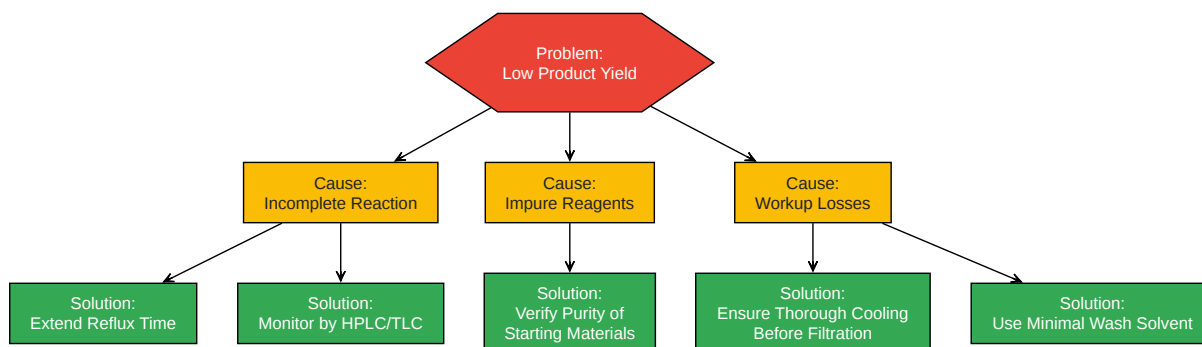 Problem:
Low Product Yield
Cause:
Incomplete Reaction
Cause:
Impure Reagents
Cause:
Workup Losses
Solution:
Extend Reflux Time
Solution:
Monitor by HPLC/TLC
Solution:
Verify Purity of
Starting Materials
Solution:
Ensure Thorough Cooling
Before Filtration
Solution:
Use Minimal Wash Solvent